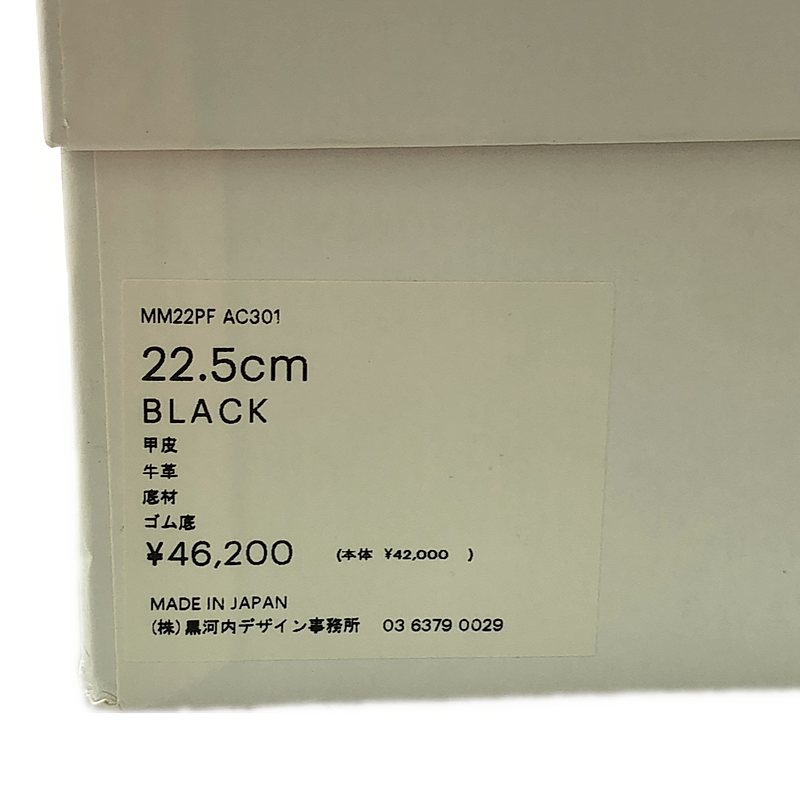 MM22PF AC301
22.5cm
BLACK
甲皮
牛革
底材
ゴム底
¥46,200 (本体 ¥42,000 )
MADE IN JAPAN
(株)黒河内デザイン事務所 03 6379 0029